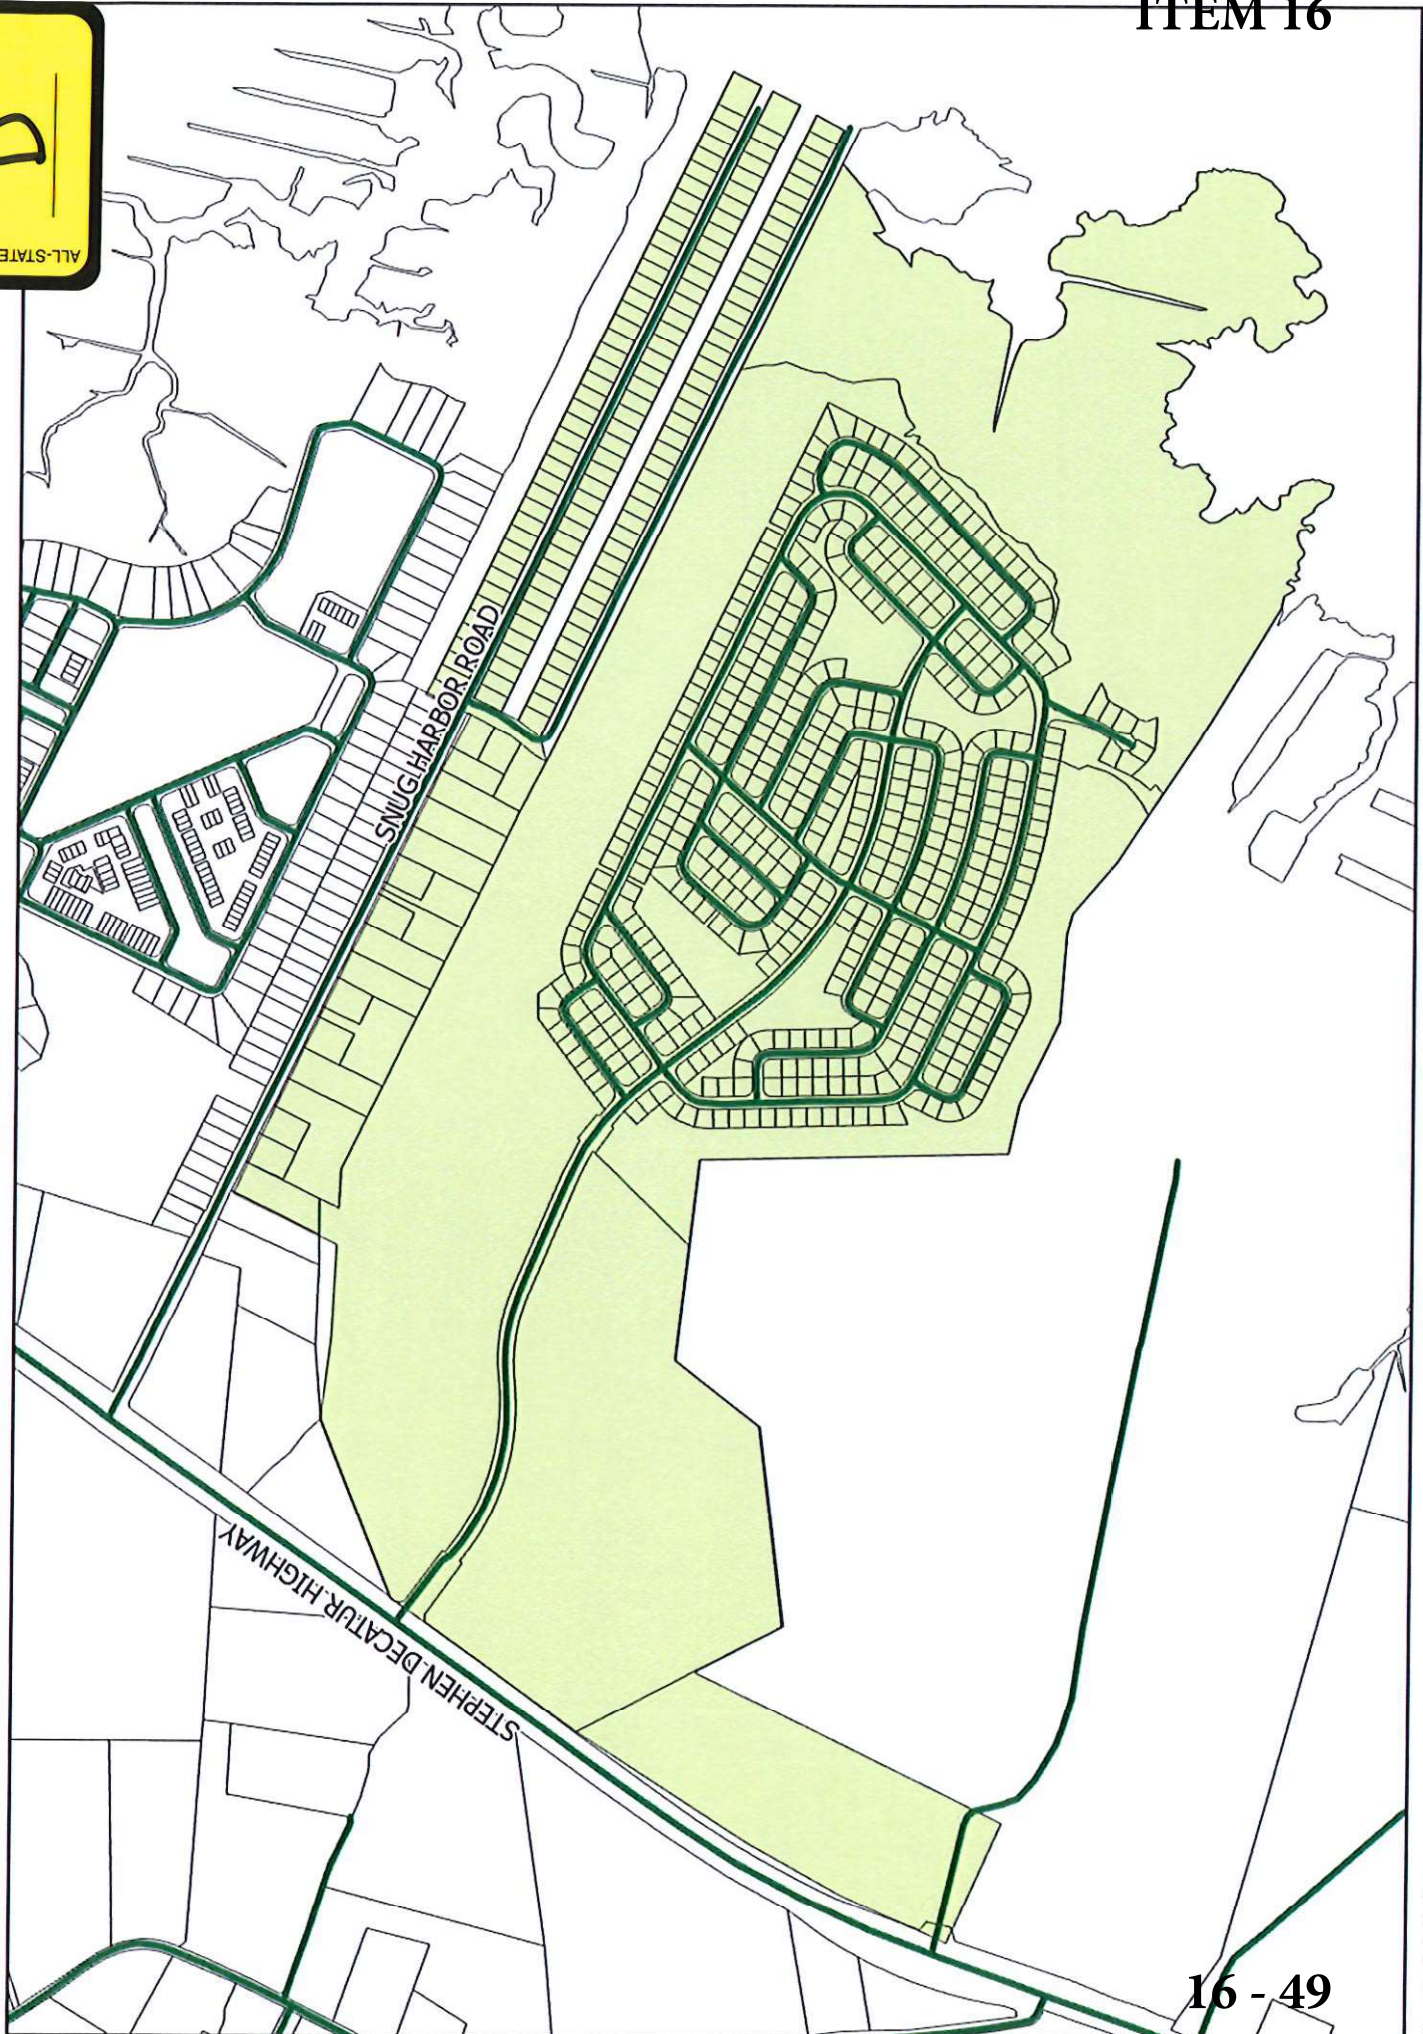 ITEM 16
ALL-STATE
SNUG HARBOR ROAD
STEPHEN DECATUR HIGHWAY
16 - 49